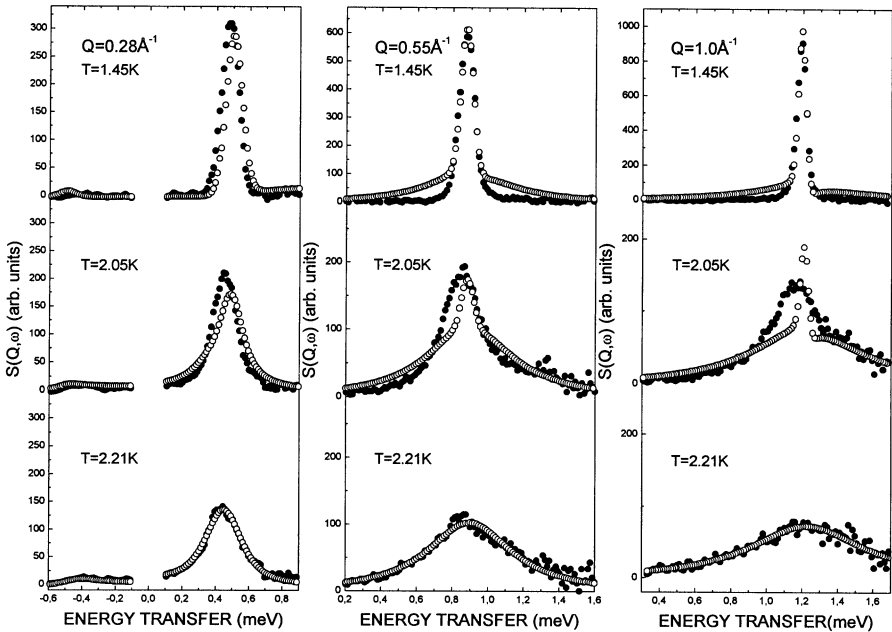 S(Q,ω) (arb. units)
300
250
200
150
100
50
0
300
250
200
150
100
50
0
300
250
200
150
100
50
0
Q=0.28Å⁻¹
T=1.45K
T=2.05K
T=2.21K
-0,6 -0,4 -0,2 0,0 0,2 0,4 0,6 0,8
ENERGY TRANSFER (meV)
S(Q,ω) (arb. units)
600
500
400
300
200
100
0
200
100
0
200
100
0
Q=0.55Å⁻¹
T=1.45K
T=2.05K
T=2.21K
0,2 0,4 0,6 0,8 1,0 1,2 1,4 1,6
ENERGY TRANSFER (meV)
S(Q,ω) (arb. units)
1000
800
600
400
200
0
200
0
200
0
Q=1.0Å⁻¹
T=1.45K
T=2.05K
T=2.21K
0,4 0,6 0,8 1,0 1,2 1,4 1,6
ENERGY TRANSFER(meV)